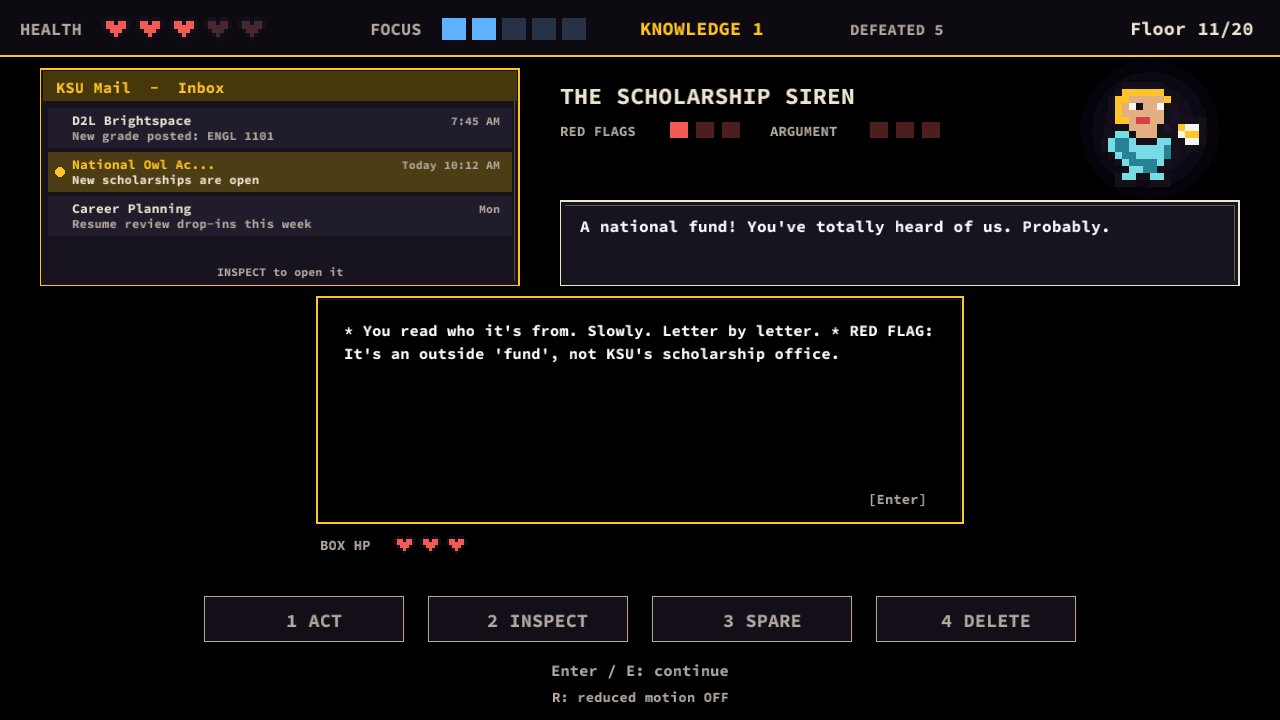 HEALTH
FOCUS
KNOWLEDGE 1
DEFEATED 5
Floor 11/20
KSU Mail - Inbox
D2L Brightspace
7:45 AM
New grade posted: ENGL 1101
National Owl Ac...
Today 10:12 AM
New scholarships are open
Career Planning
Mon
Resume review drop-ins this week
INSPECT to open it
THE SCHOLARSHIP SIREN
RED FLAGS
ARGUMENT
A national fund! You've totally heard of us. Probably.
* You read who it's from. Slowly. Letter by letter. * RED FLAG:
It's an outside 'fund', not KSU's scholarship office.
[Enter]
BOX HP
1 ACT
2 INSPECT
3 SPARE
4 DELETE
Enter / E: continue
R: reduced motion OFF